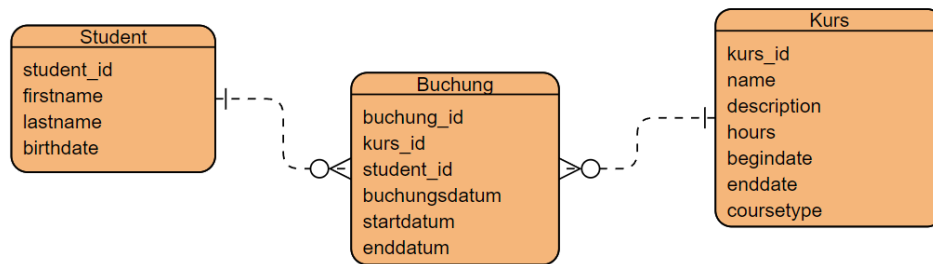 Student
student_id
firstname
lastname
birthdate
Buchung
buchung_id
kurs_id
student_id
buchungsdatum
startdatum
enddatum
Kurs
kurs_id
name
description
hours
begindate
enddate
coursetype